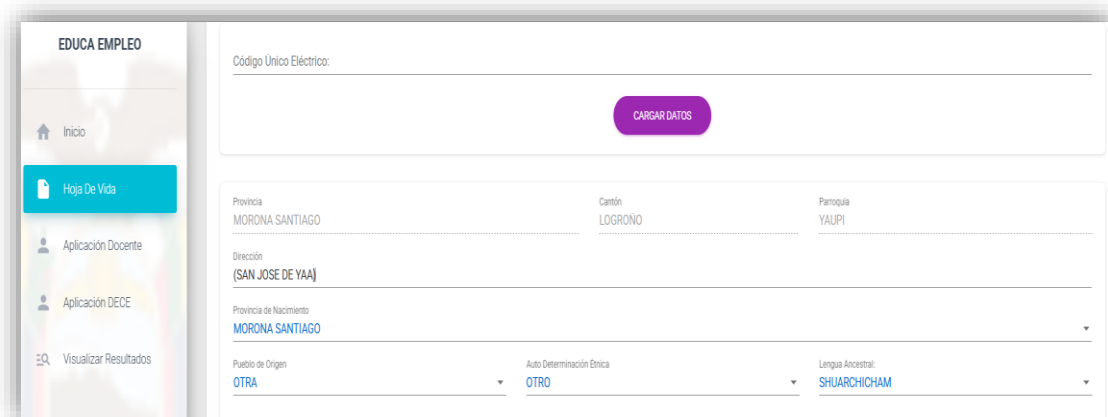 EDUCA EMPLEO
Inicio
Hoja De Vida
Aplicación Docente
Aplicación DECE
Visualizar Resultados
Código Único Eléctrico:
CARGAR DATOS
Provincia Cantón Parroquia
MORONA SANTIAGO LOGROÑO YAUPI
Dirección
(SAN JOSE DE YAA)
Provincia de Nacimiento
MORONA SANTIAGO
Pueblo de Origen Auto Determinación Étnica Lengua Ancestral:
OTRA OTRO SHUARCHICHAM